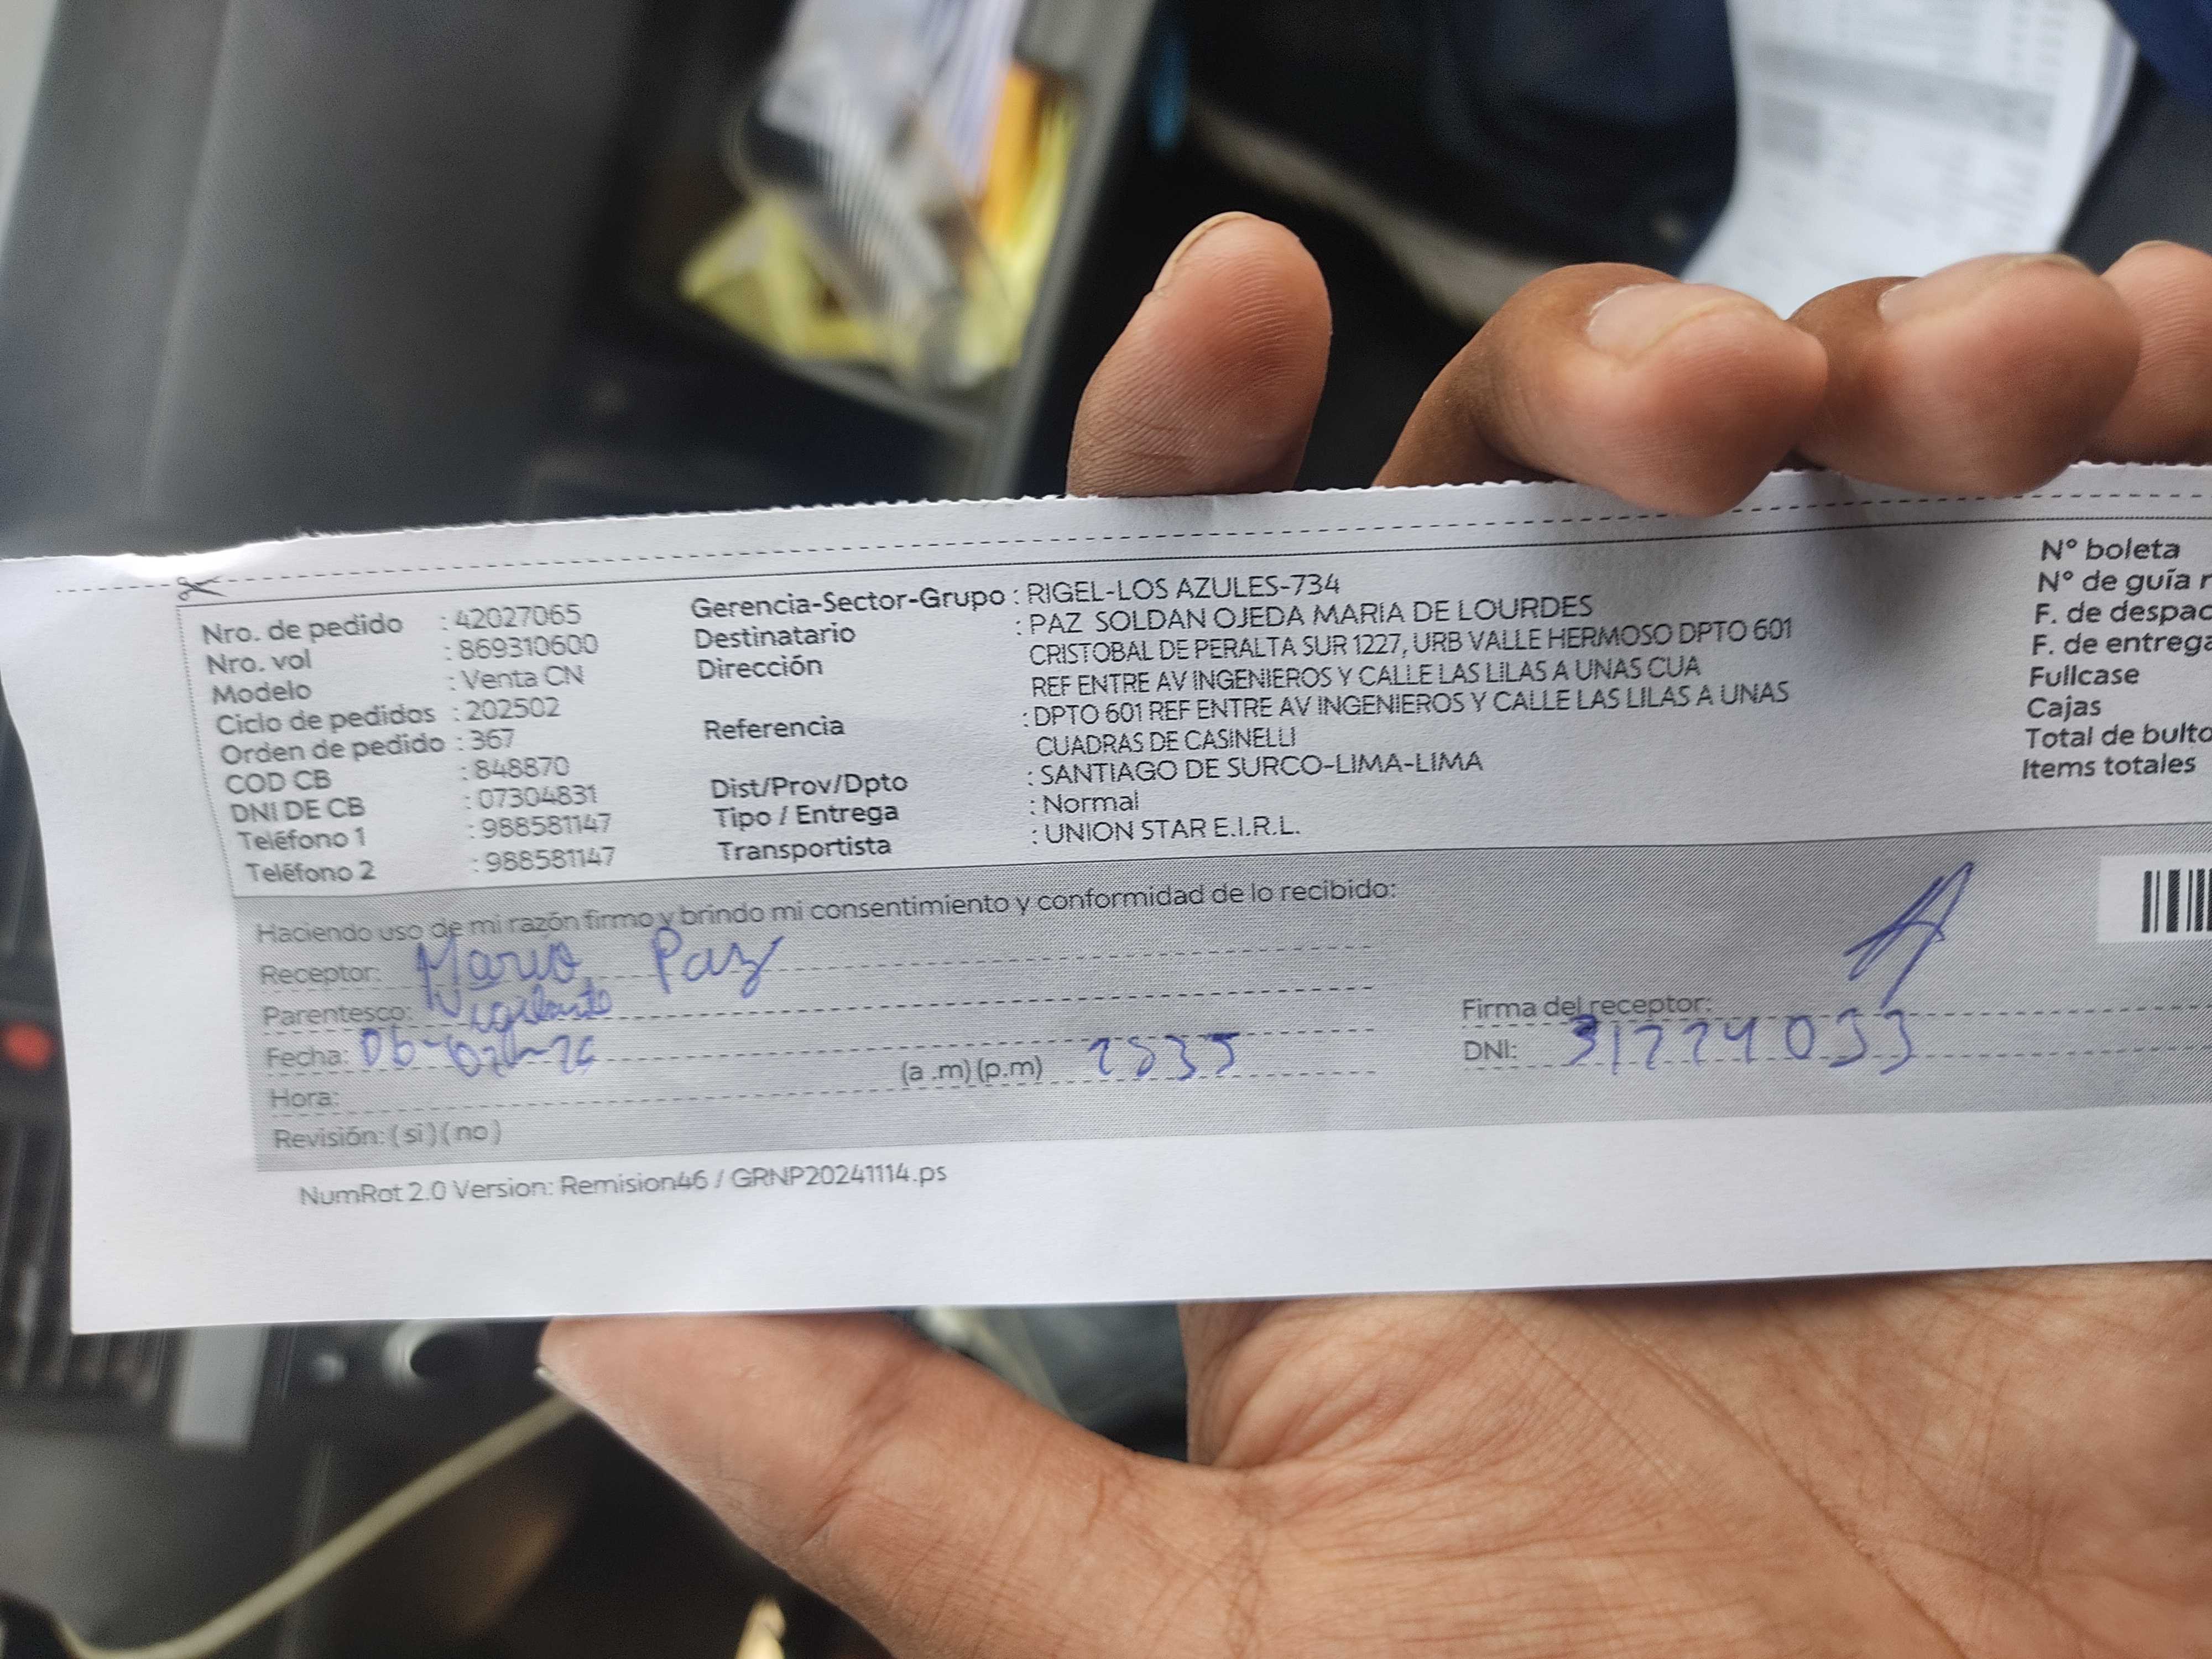 Nro. de pedido : 42027065
Nro. vol : 869310600
Modelo : Venta CN
Ciclo de pedidos : 202502
Orden de pedido : 367
COD CB : 848870
DNI DE CB : 07304831
Teléfono 1 : 988581147
Teléfono 2 : 988581147
Gerencia-Sector-Grupo : RIGEL-LOS AZULES-734
Destinatario : PAZ SOLDAN OJEDA MARIA DE LOURDES
Dirección CRISTOBAL DE PERALTA SUR 1227, URB VALLE HERMOSO DPTO 601
REF ENTRE AV INGENIEROS Y CALLE LAS LILAS A UNAS CUA
Referencia : DPTO 601 REF ENTRE AV INGENIEROS Y CALLE LAS LILAS A UNAS
CUADRAS DE CASINELLI
Dist/Prov/Dpto : SANTIAGO DE SURCO-LIMA-LIMA
Tipo / Entrega : Normal
Transportista : UNION STAR E.I.R.L.
N° boleta
N° de guía
F. de despac
F. de entrega
Fullcase
Cajas
Total de bulto
Items totales
Haciendo uso de mi razón firmo y brindo mi consentimiento y conformidad de lo recibido:
Receptor: Mario Paz
Parentesco: Vigilante
Fecha:
Hora: (a .m) (p.m)
Revisión: ( si ) ( no )
Firma del receptor:
DNI:
NumRot 2.0 Version: Remision46 / GRNP20241114.ps